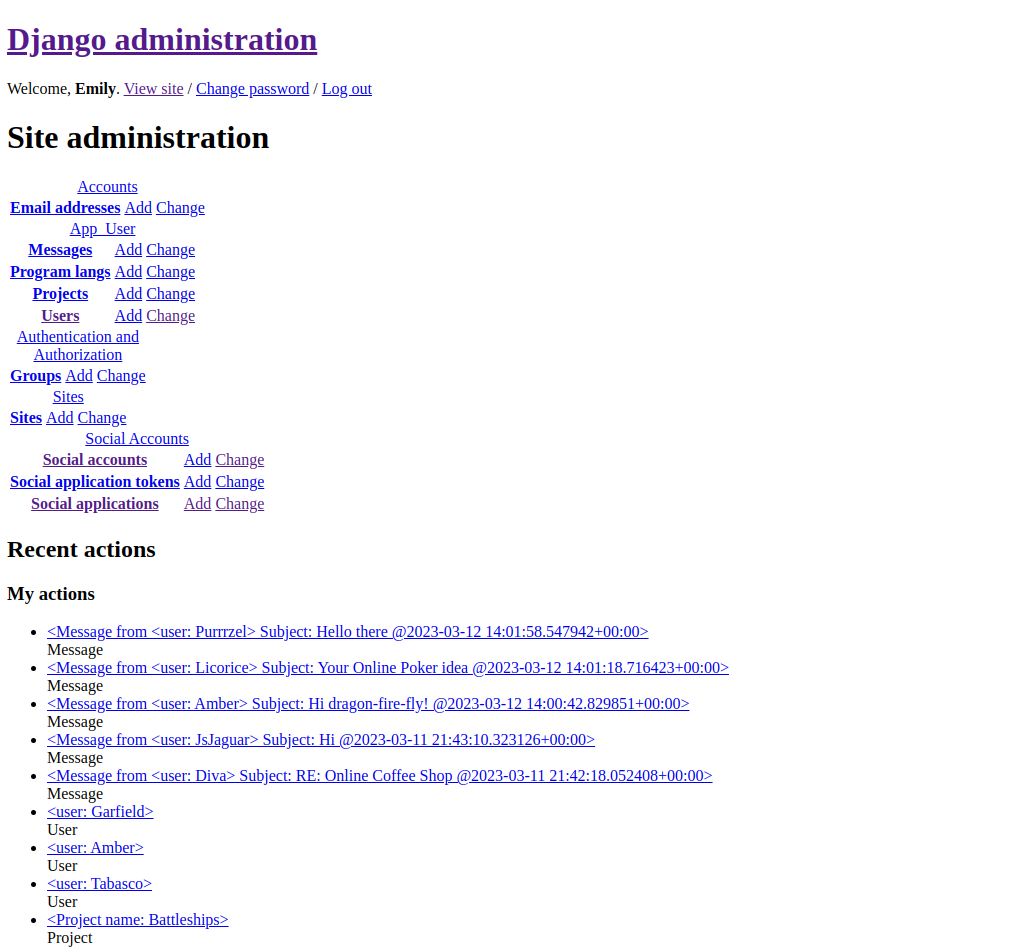 Django administration
Welcome, Emily. View site / Change password / Log out
Site administration
Accounts
Email addresses Add Change
App_User
Messages Add Change
Program langs Add Change
Projects Add Change
Users Add Change
Authentication and
Authorization
Groups Add Change
Sites
Sites Add Change
Social Accounts
Social accounts Add Change
Social application tokens Add Change
Social applications Add Change
Recent actions
My actions
<Message from <user: Purrrzel> Subject: Hello there @2023-03-12 14:01:58.547942+00:00>
Message
<Message from <user: Licorice> Subject: Your Online Poker idea @2023-03-12 14:01:18.716423+00:00>
Message
<Message from <user: Amber> Subject: Hi dragon-fire-fly! @2023-03-12 14:00:42.829851+00:00>
Message
<Message from <user: JsJaguar> Subject: Hi @2023-03-11 21:43:10.323126+00:00>
Message
<Message from <user: Diva> Subject: RE: Online Coffee Shop @2023-03-11 21:42:18.052408+00:00>
Message
<user: Garfield>
User
<user: Amber>
User
<user: Tabasco>
User
<Project name: Battleships>
Project